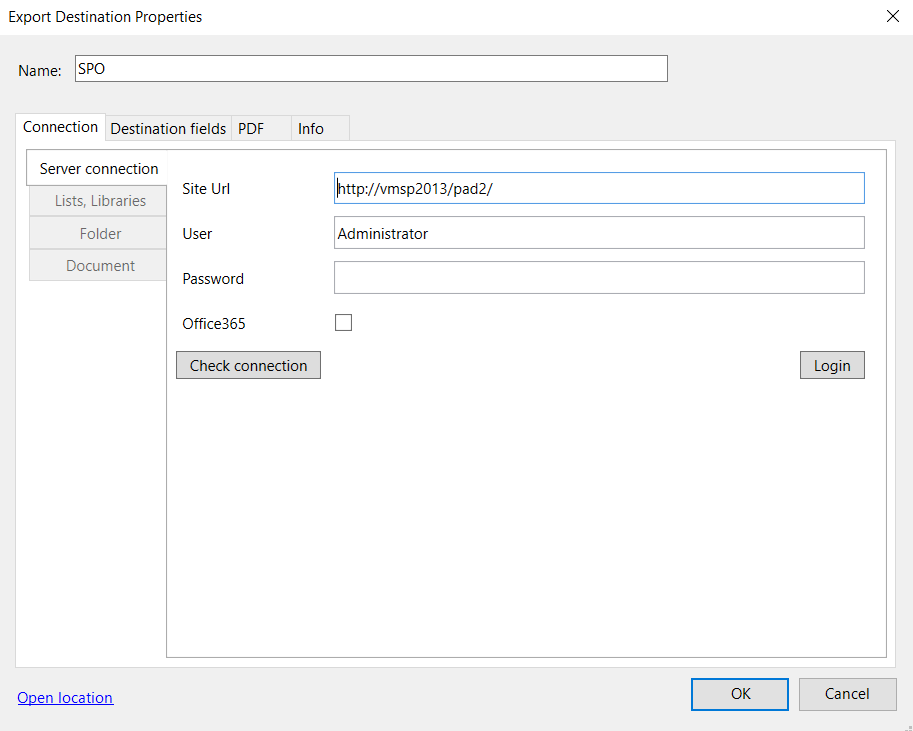 Export Destination Properties
Name: SPO
Connection Destination fields PDF Info
Server connection
Lists, Libraries
Folder
Document
Site Url http://vmsp2013/pad2/
User Administrator
Password
Office365
Check connection Login
Open location OK Cancel